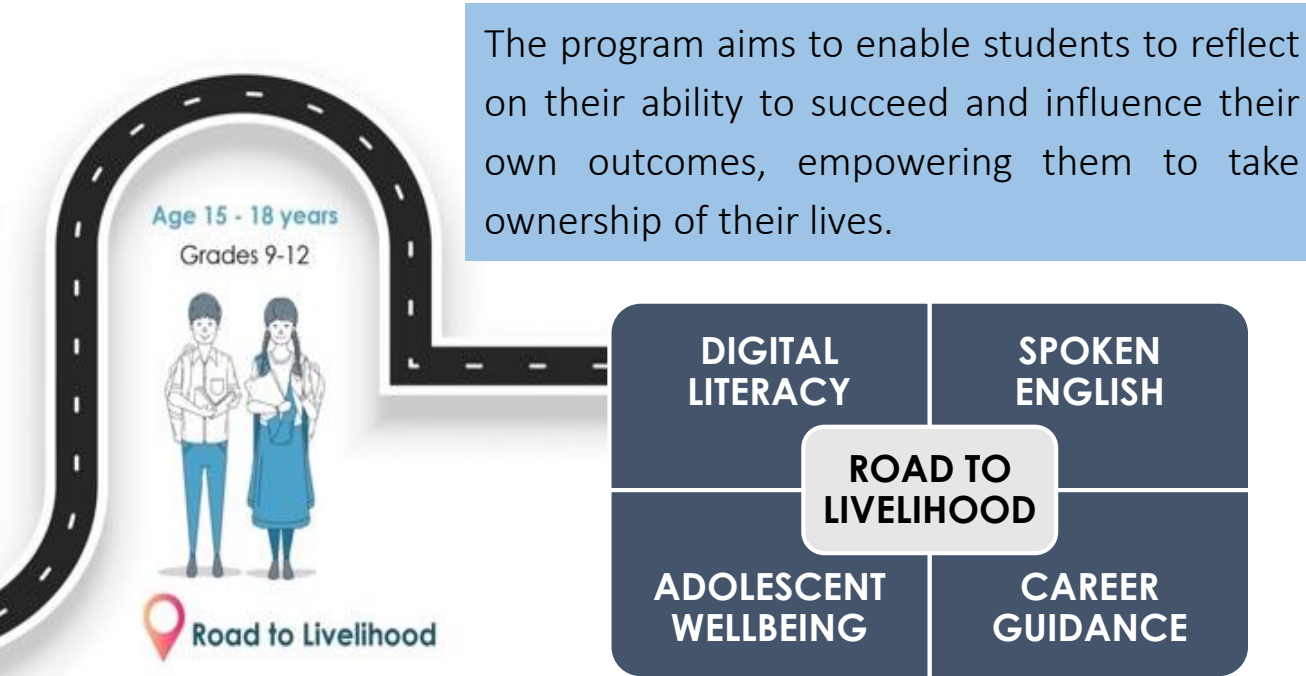 The program aims to enable students to reflect
on their ability to succeed and influence their
own outcomes, empowering them to take
ownership of their lives.
Age 15 - 18 years
Grades 9-12
Road to Livelihood
DIGITAL
LITERACY
SPOKEN
ENGLISH
ROAD TO
LIVELIHOOD
ADOLESCENT
WELLBEING
CAREER
GUIDANCE